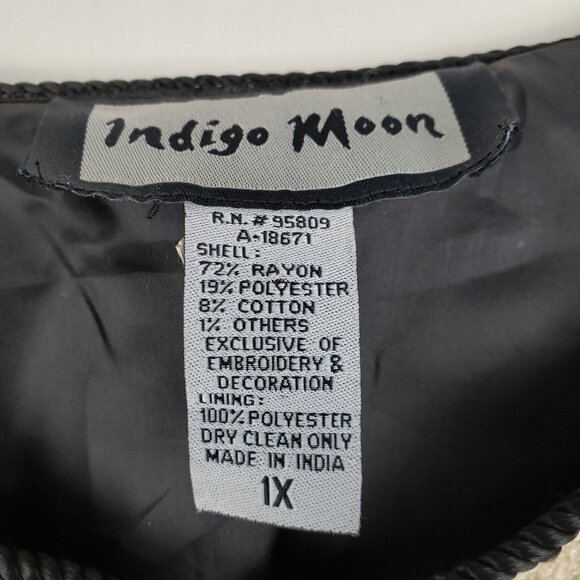 Indigo Moon
R.N. # 95809
A-18671
SHELL:
72% RAYON
19% POLYESTER
8% COTTON
1% OTHERS
EXCLUSIVE OF
EMBROIDERY &
DECORATION
LINING:
100% POLYESTER
DRY CLEAN ONLY
MADE IN INDIA
1X